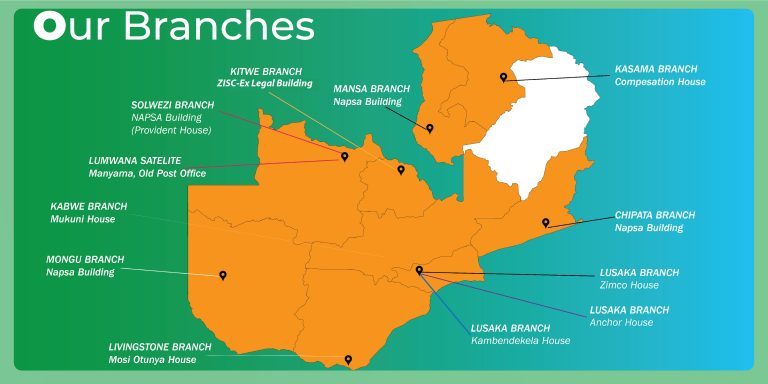 Our Branches
KITWE BRANCH
ZISC-Ex Legal Building
MANSA BRANCH
Napsa Building
KASAMA BRANCH
Compesation House
SOLWEZI BRANCH
NAPSA Building
(Provident House)
LUMWANA SATELITE
Manyama, Old Post Office
KABWE BRANCH
Mukuni House
CHIPATA BRANCH
Napsa Building
MONGU BRANCH
Napsa Building
LUSAKA BRANCH
Zimco House
LUSAKA BRANCH
Anchor House
LUSAKA BRANCH
Kambendekela House
LIVINGSTONE BRANCH
Mosi Otunya House